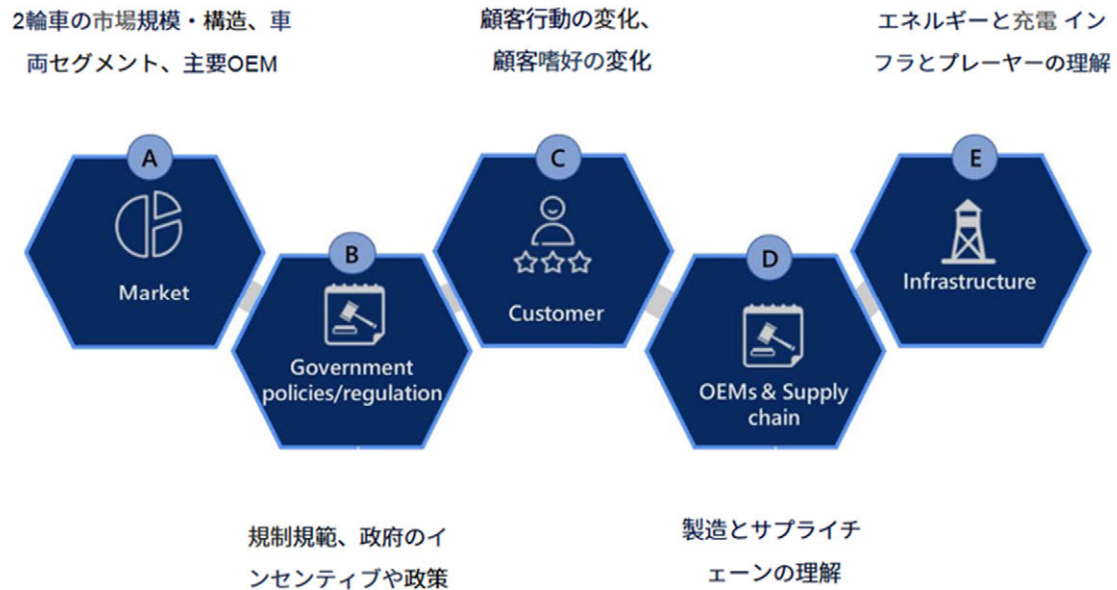 2輪車の市場規模・構造、車
両セグメント、主要OEM
顧客行動の変化、
顧客嗜好の変化
エネルギーと充電 イン
フラとプレーヤーの理解
A
Market
B
Government
policies/regulation
C
Customer
D
OEMs & Supply
chain
E
Infrastructure
規制規範、政府のイ
ンセンティブや政策
製造とサプライチ
ェーンの理解